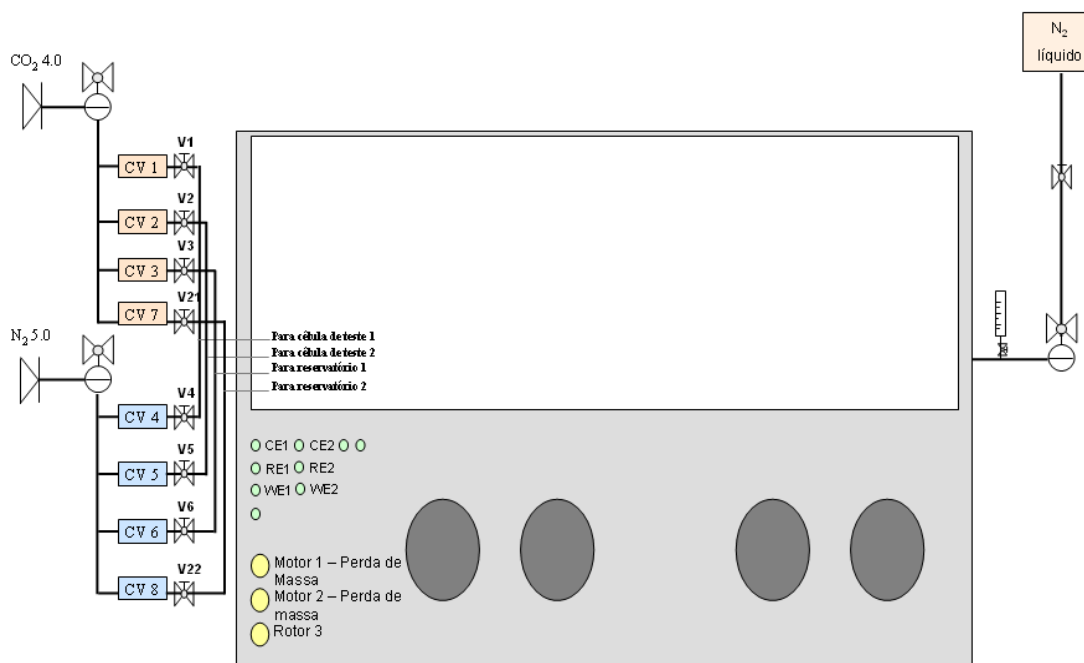 N2
líquido
CO2 4.0
V1
CV 1
V2
CV 2
V3
CV 3
V21
CV 7
N2 5.0
Para célula de teste 1
Para célula de teste 2
Para reservatório 1
Para reservatório 2
V4
CV 4
V5
CV 5
V6
CV 6
V22
CV 8
CE1 CE2
RE1 RE2
WE1 WE2
Motor 1 – Perda de
Massa
Motor 2 – Perda de
massa
Rotor 3